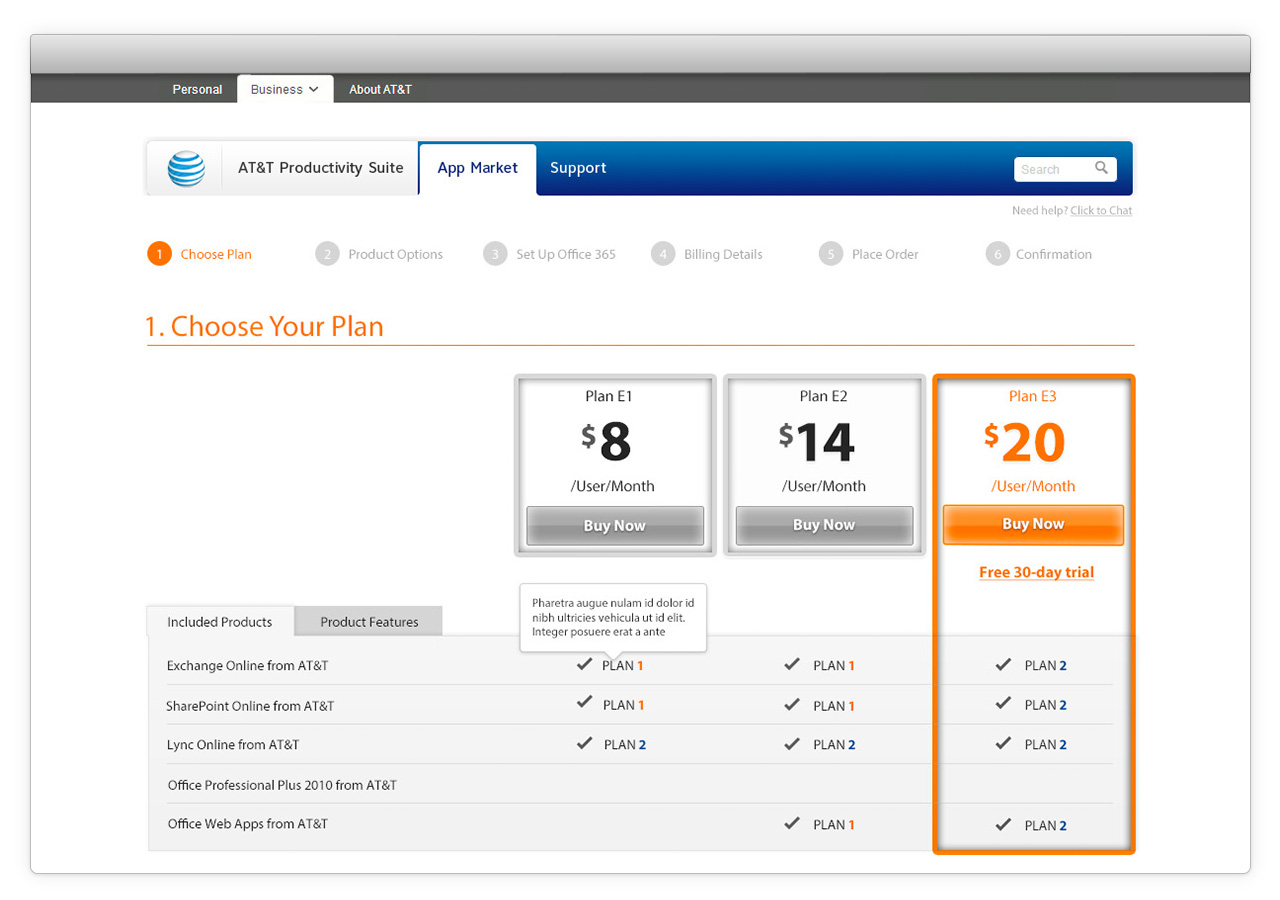 Personal Business About AT&T
AT&T Productivity Suite App Market Support Search
Need help? Click to Chat
1 Choose Plan 2 Product Options 3 Set Up Office 365 4 Billing Details 5 Place Order 6 Confirmation
1. Choose Your Plan
Plan E1 Plan E2 Plan E3
$8 $14 $20
/User/Month /User/Month /User/Month
Buy Now Buy Now Buy Now
Free 30-day trial
Pharetra augue nulam id dolor id
nibh ultricies vehicula ut id elit.
Integer posuere erat a ante
Included Products Product Features
Exchange Online from AT&T PLAN 1 PLAN 1 PLAN 2
SharePoint Online from AT&T PLAN 1 PLAN 1 PLAN 2
Lync Online from AT&T PLAN 2 PLAN 2 PLAN 2
Office Professional Plus 2010 from AT&T
Office Web Apps from AT&T PLAN 1 PLAN 2